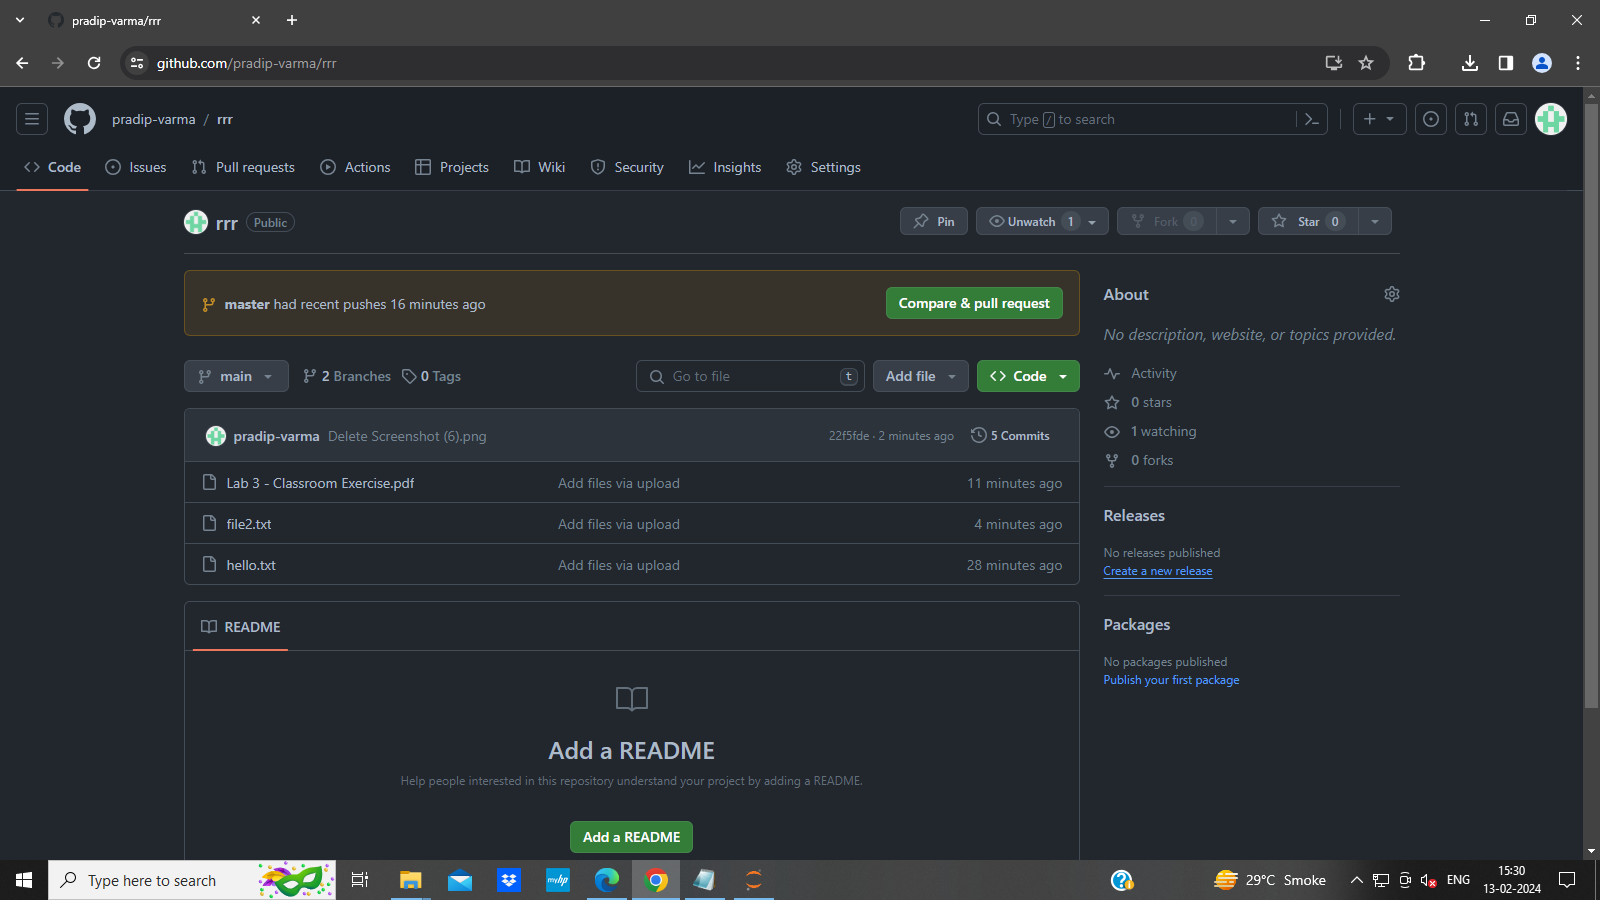 pradip-varma/rrr
github.com/pradip-varma/rrr
pradip-varma / rrr
Type / to search
Code Issues Pull requests Actions Projects Wiki Security Insights Settings
rrr Public
Pin Unwatch 1 Fork 0 Star 0
master had recent pushes 16 minutes ago
Compare & pull request
main 2 Branches 0 Tags
Go to file t Add file Code
pradip-varma Delete Screenshot (6).png 22f5fde · 2 minutes ago 5 Commits
Lab 3 - Classroom Exercise.pdf Add files via upload 11 minutes ago
file2.txt Add files via upload 4 minutes ago
hello.txt Add files via upload 28 minutes ago
README
Add a README
Help people interested in this repository understand your project by adding a README.
Add a README
About
No description, website, or topics provided.
Activity
0 stars
1 watching
0 forks
Releases
No releases published
Create a new release
Packages
No packages published
Publish your first package
Type here to search
myhp
29°C Smoke
ENG
15:30
13-02-2024